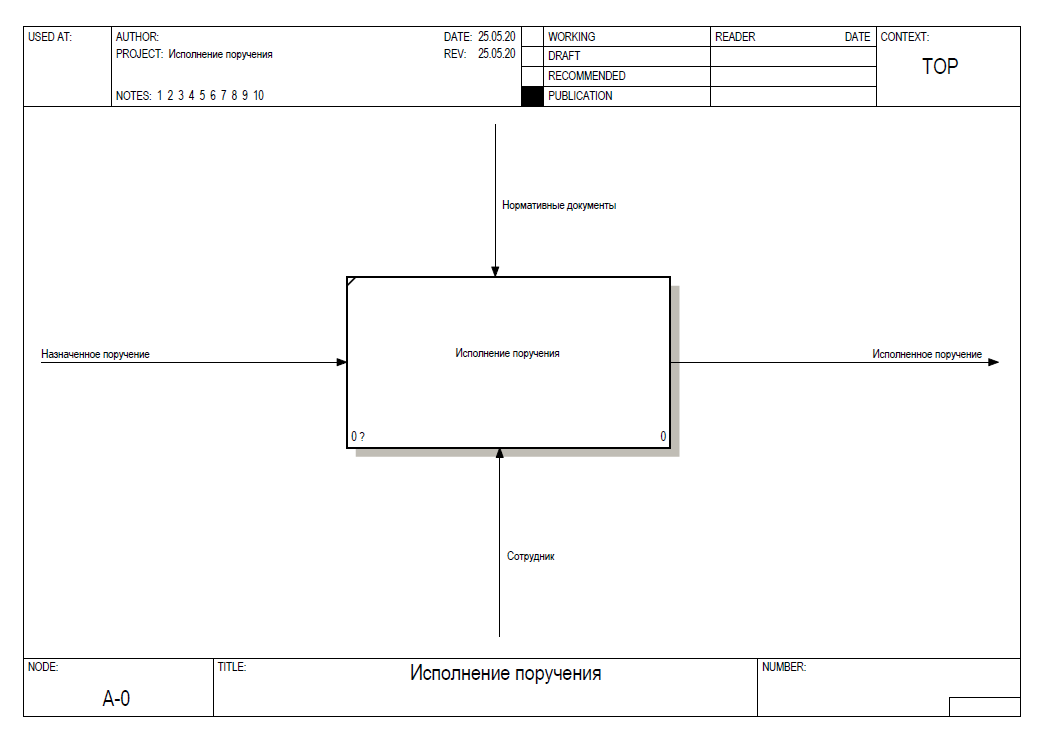 USED AT:
AUTHOR:
DATE: 25.05.20
PROJECT: Исполнение поручения
REV: 25.05.20
NOTES: 1 2 3 4 5 6 7 8 9 10
WORKING
DRAFT
RECOMMENDED
PUBLICATION
READER DATE
CONTEXT:
TOP
Нормативные документы
Назначенное поручение
Исполнение поручения
Исполненное поручение
0 ? 0
Сотрудник
NODE:
A-0
TITLE:
Исполнение поручения
NUMBER: